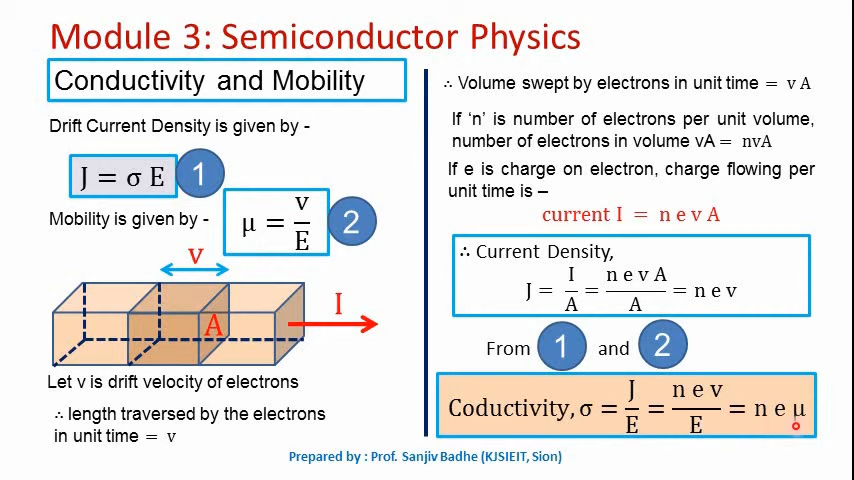 Module 3: Semiconductor Physics
Conductivity and Mobility
Drift Current Density is given by -
J = σ E 1
Mobility is given by -
μ = v/E 2
v
A
I
Let v is drift velocity of electrons
∴ length traversed by the electrons
in unit time = v
∴ Volume swept by electrons in unit time = v A
If ‘n’ is number of electrons per unit volume,
number of electrons in volume vA = nvA
If e is charge on electron, charge flowing per
unit time is –
current I = n e v A
∴ Current Density,
J = I/A = n e v A/A = n e v
From 1 and 2
Coductivity, σ = J/E = n e v/E = n e μ
Prepared by : Prof. Sanjiv Badhe (KJSIEIT, Sion)